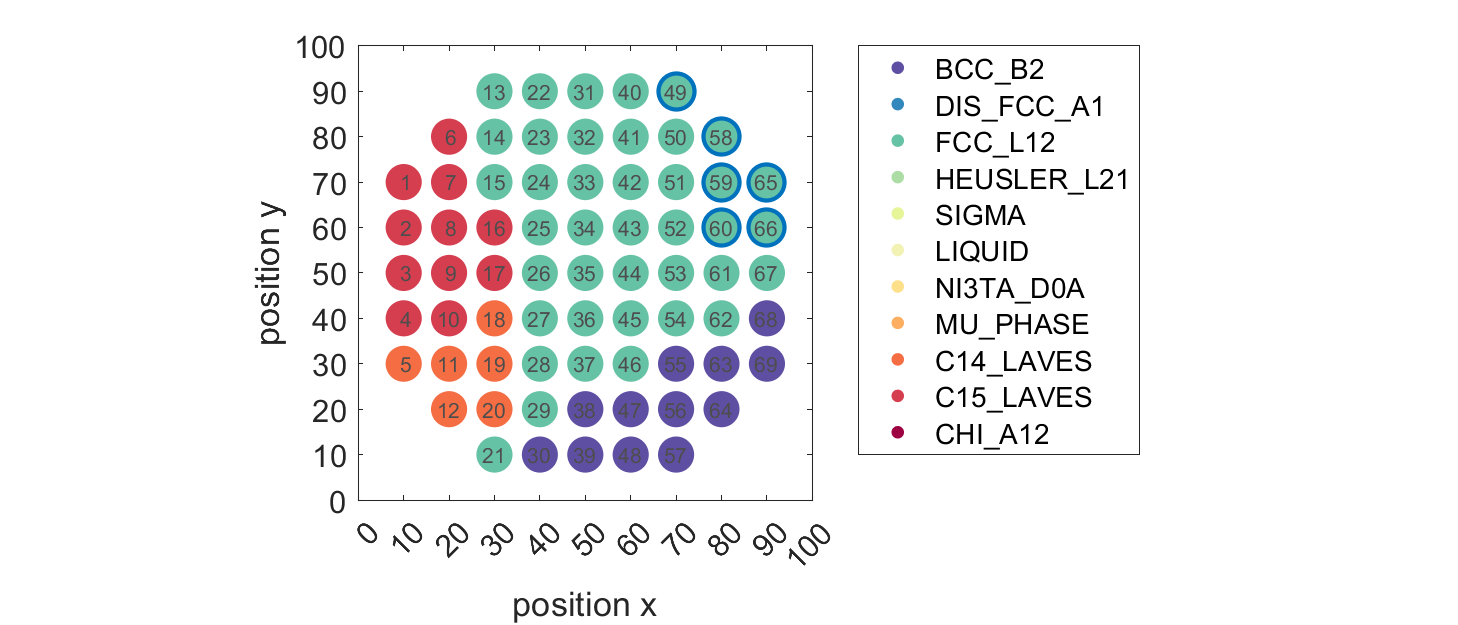 100
90
80
70
60
50
40
30
20
10
0
position y
13 22 31 40 49
6 14 23 32 41 50 58
1 7 15 24 33 42 51 59 65
2 8 16 25 34 43 52 60 66
3 9 17 26 35 44 53 61 67
4 10 18 27 36 45 54 62 68
5 11 19 28 37 46 55 63 69
12 20 29 38 47 56 64
21 30 39 48 57
0 10 20 30 40 50 60 70 80 90 100
position x
BCC_B2
DIS_FCC_A1
FCC_L12
HEUSLER_L21
SIGMA
LIQUID
NI3TA_D0A
MU_PHASE
C14_LAVES
C15_LAVES
CHI_A12